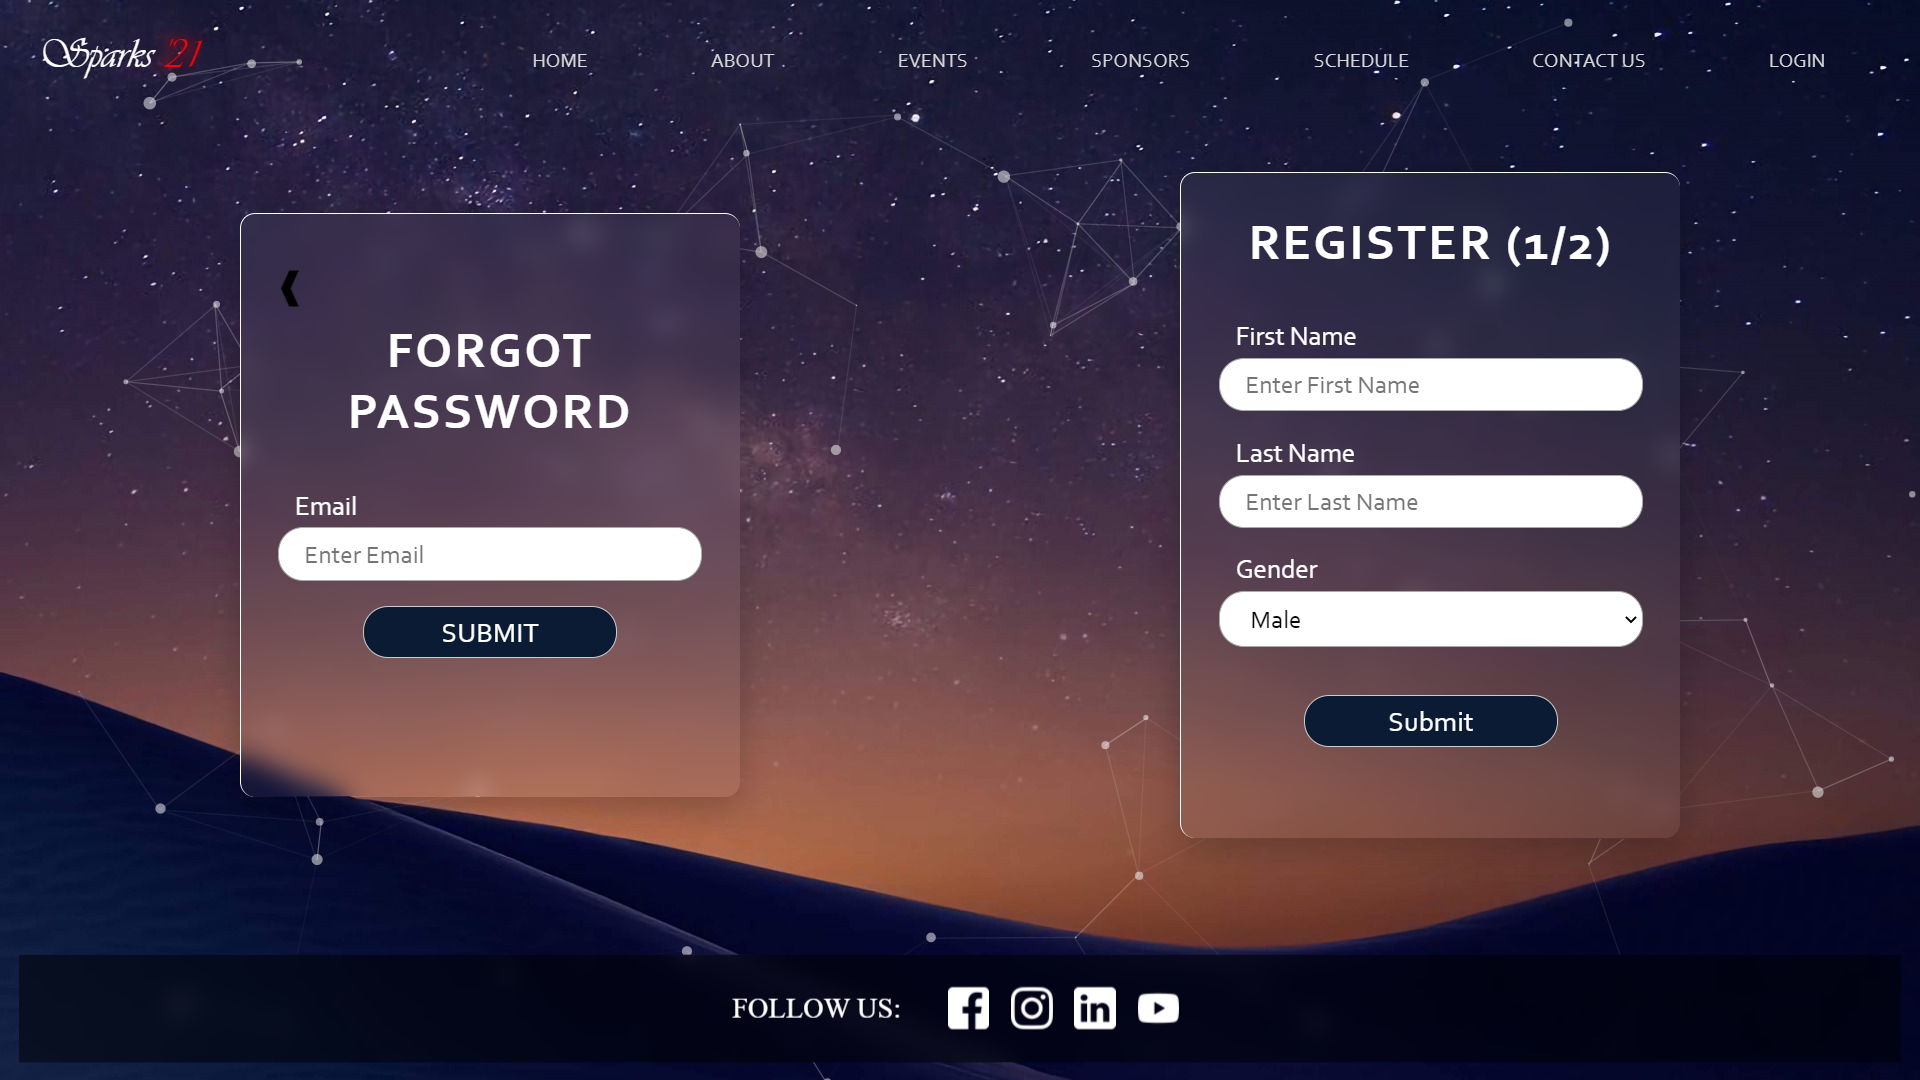 Sparks '21
HOME
ABOUT
EVENTS
SPONSORS
SCHEDULE
CONTACT US
LOGIN
❰
FORGOT
PASSWORD
Email
Enter Email
SUBMIT
REGISTER (1/2)
First Name
Enter First Name
Last Name
Enter Last Name
Gender
Male
Submit
FOLLOW US: